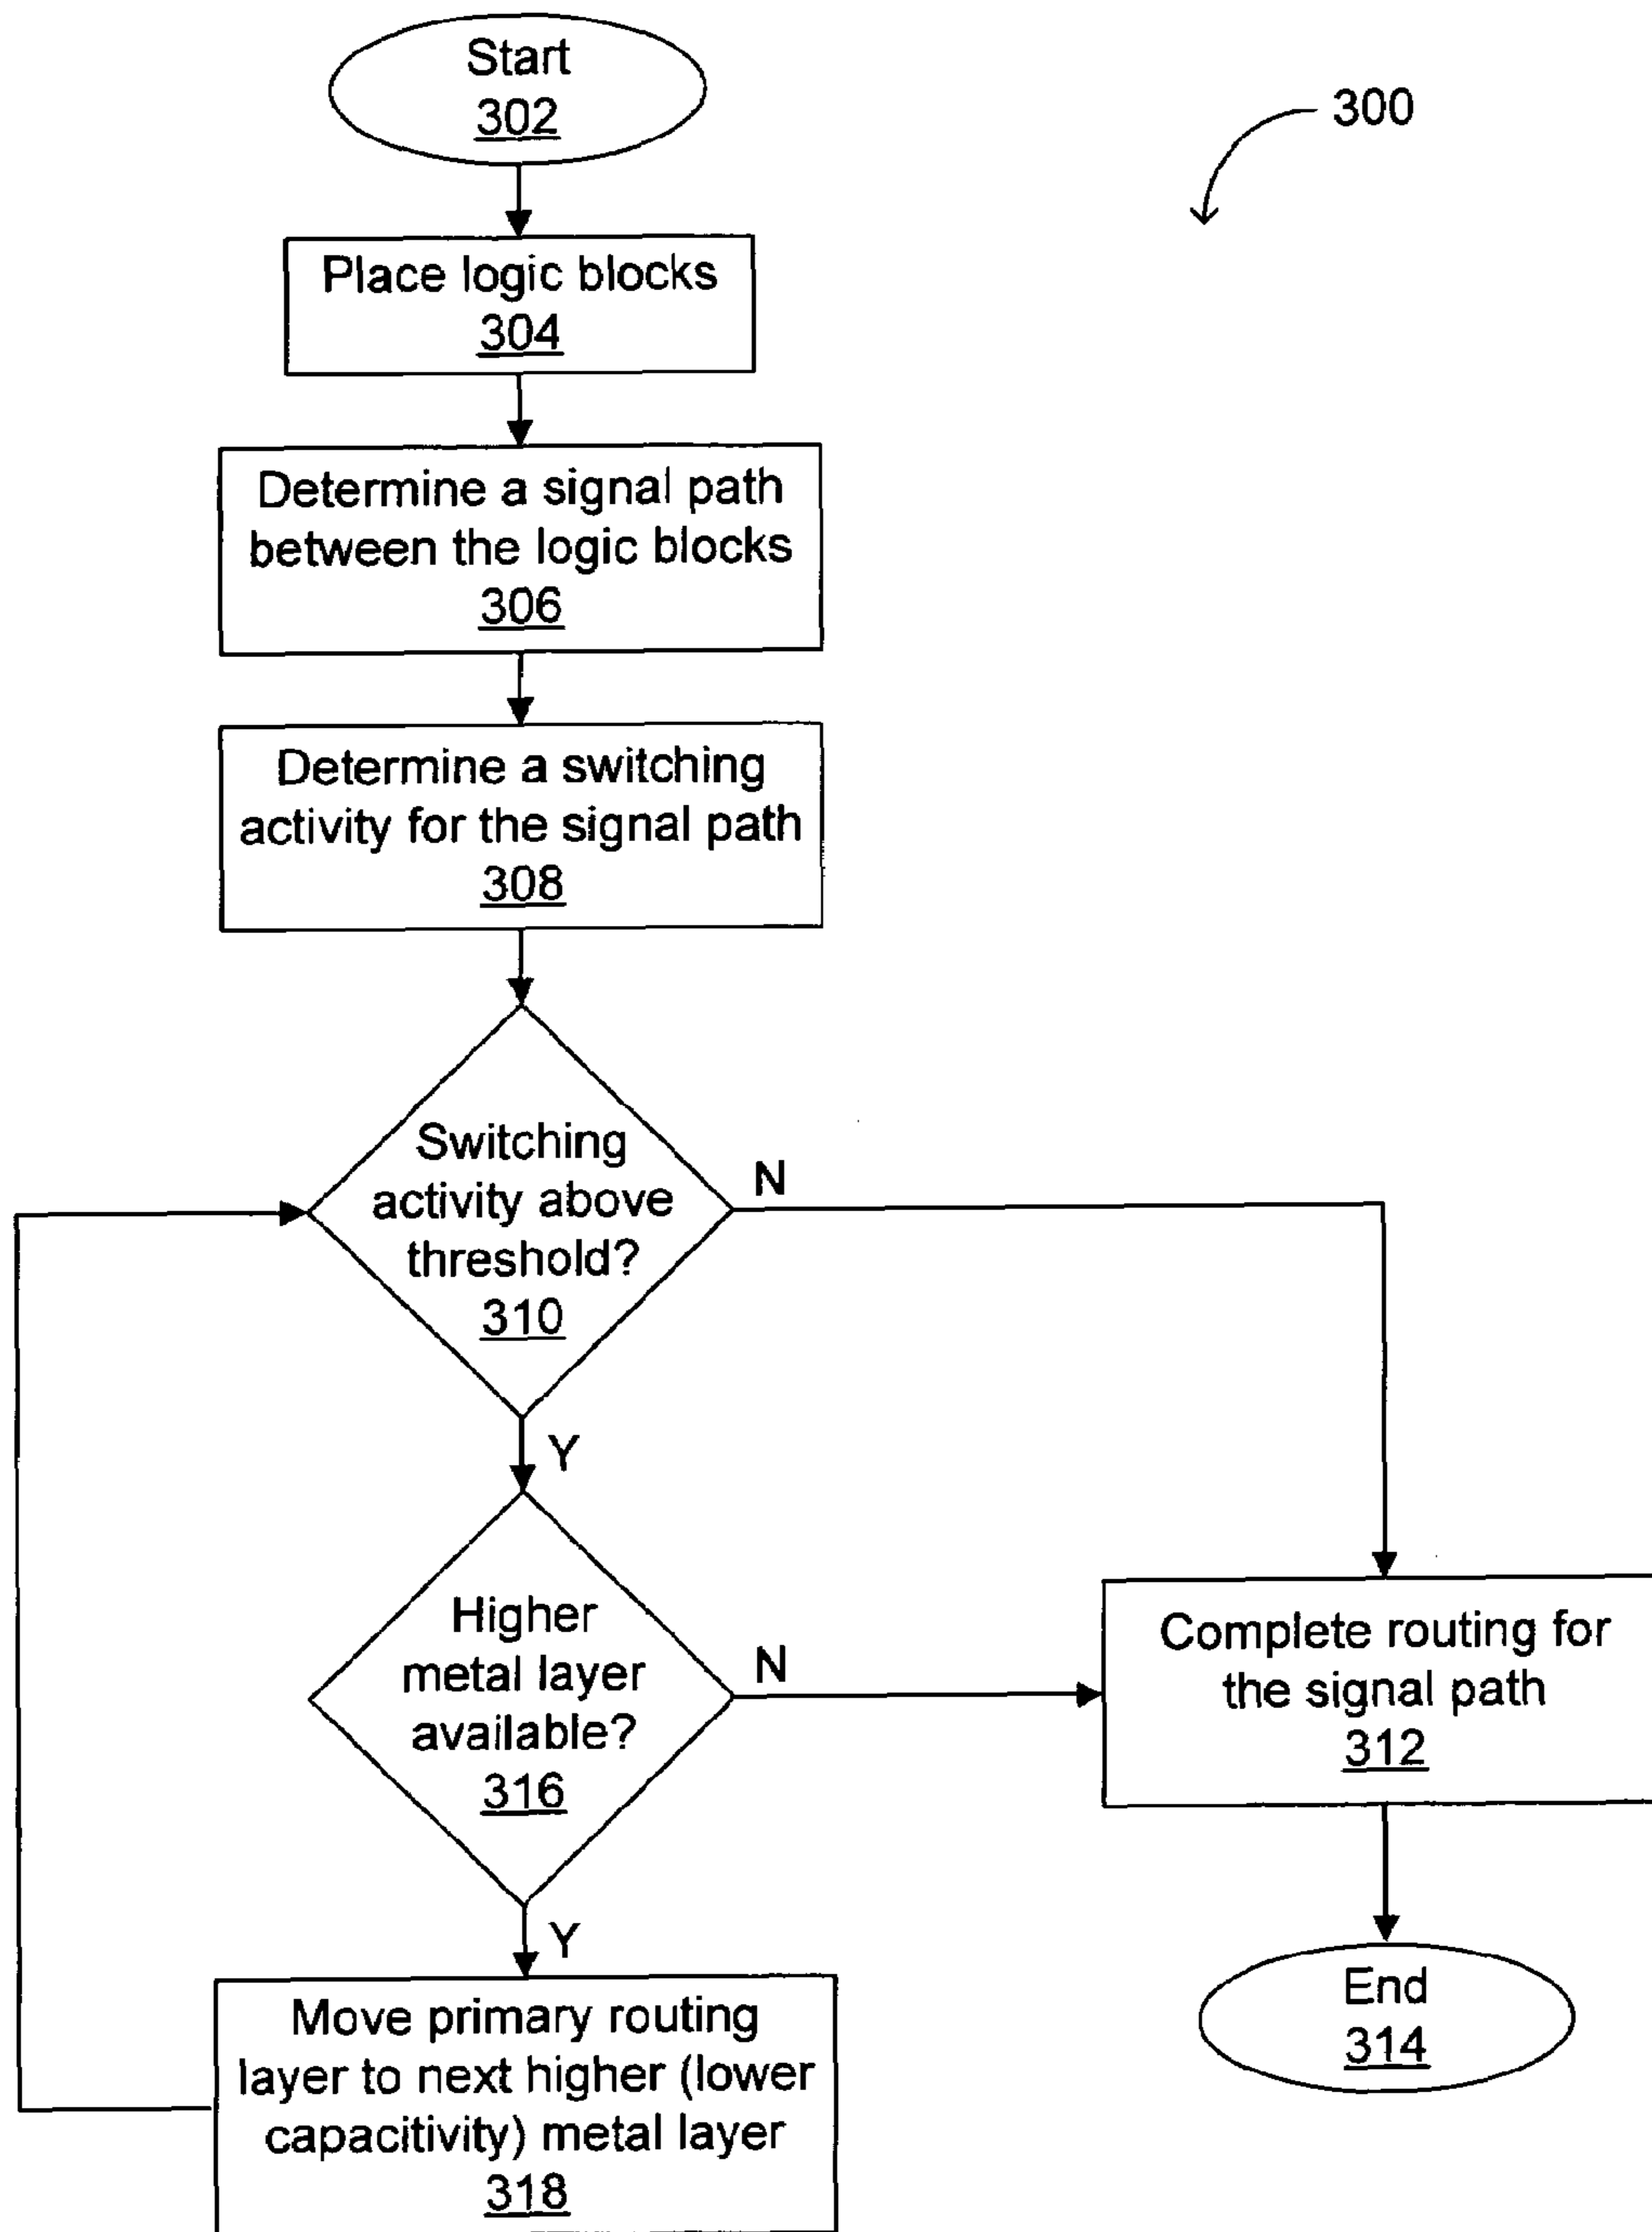 Start
302
300
Place logic blocks
304
Determine a signal path
between the logic blocks
306
Determine a switching
activity for the signal path
308
Switching
activity above
threshold?
310
N
Y
Higher
metal layer
available?
316
N
Complete routing for
the signal path
312
Y
Move primary routing
layer to next higher (lower
capacitivity) metal layer
318
End
314